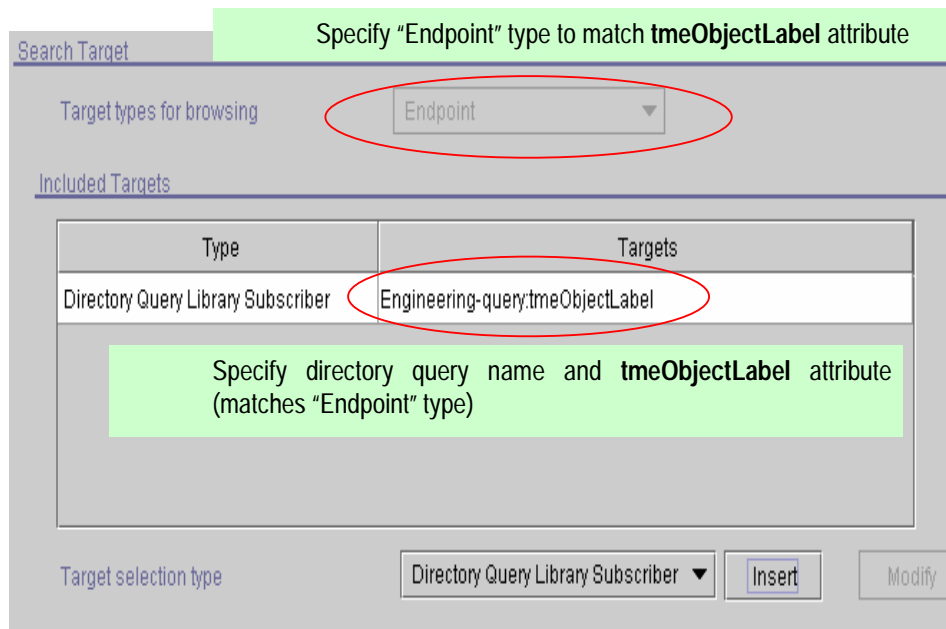 Specify “Endpoint” type to match tmeObjectLabel attribute
Search Target
Target types for browsing
Endpoint
Included Targets
Type
Targets
Directory Query Library Subscriber
Engineering-query:tmeObjectLabel
Specify directory query name and tmeObjectLabel attribute
(matches “Endpoint” type)
Target selection type
Directory Query Library Subscriber
Insert
Modify